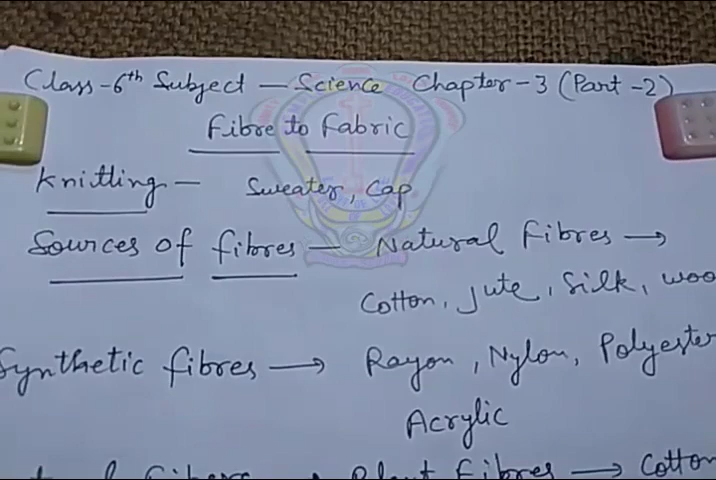 Class-6th Subject — Science Chapter-3 (Part-2)
Fibre to Fabric
Knitting — Sweater, Cap
Sources of fibres — Natural Fibres →
Cotton, Jute, Silk, woo
Synthetic fibres → Rayon, Nylon, Polyester
Acrylic
Plant fibres → Cotton